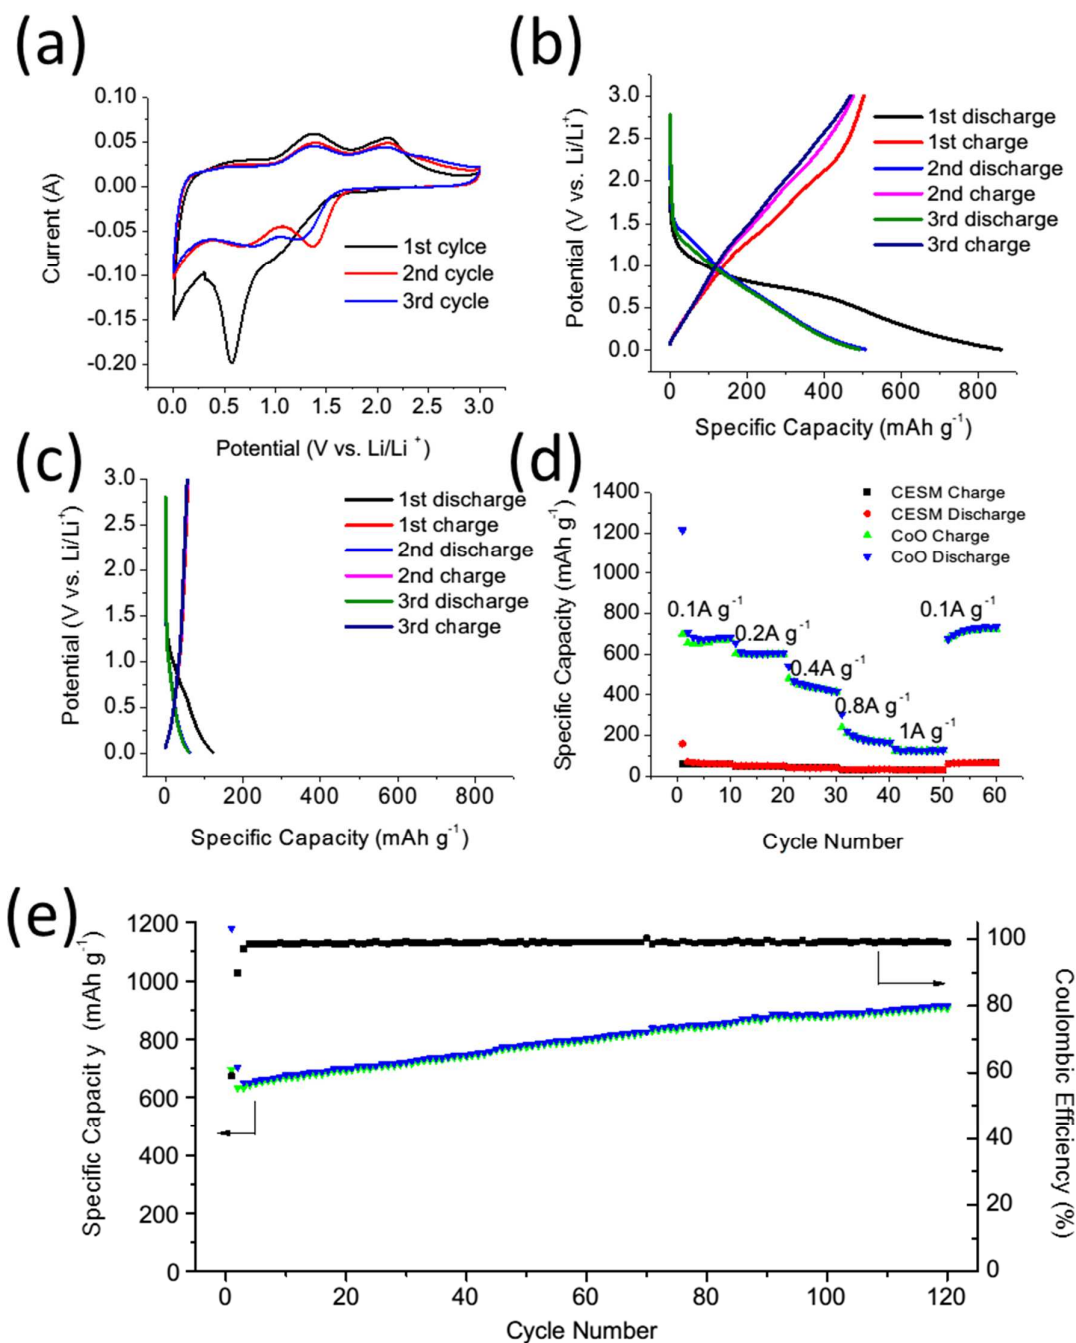 (a)
0.10
0.05
0.00
-0.05
-0.10
-0.15
-0.20
Current (A)
1st cylce
2nd cycle
3rd cycle
0.0 0.5 1.0 1.5 2.0 2.5 3.0
Potential (V vs. Li/Li +)
(b)
3.0
2.5
2.0
1.5
1.0
0.5
0.0
Potential (V vs. Li/Li+)
1st discharge
1st charge
2nd discharge
2nd charge
3rd discharge
3rd charge
0 200 400 600 800
Specific Capacity (mAh g-1)
(c)
3.0
2.5
2.0
1.5
1.0
0.5
0.0
Potential (V vs. Li/Li+)
1st discharge
1st charge
2nd discharge
2nd charge
3rd discharge
3rd charge
0 200 400 600 800
Specific Capacity (mAh g-1)
(d)
1400
1200
1000
800
600
400
200
0
Specific Capacity (mAh g-1)
CESM Charge
CESM Discharge
CoO Charge
CoO Discharge
0.1A g-1
0.2A g-1
0.4A g-1
0.8A g-1
1A g-1
0.1A g-1
0 10 20 30 40 50 60
Cycle Number
(e)
1200
1000
800
600
400
200
0
Specific Capacit y (mAh g-1)
100
80
60
40
20
0
Coulombic Efficiency (%)
0 20 40 60 80 100 120
Cycle Number